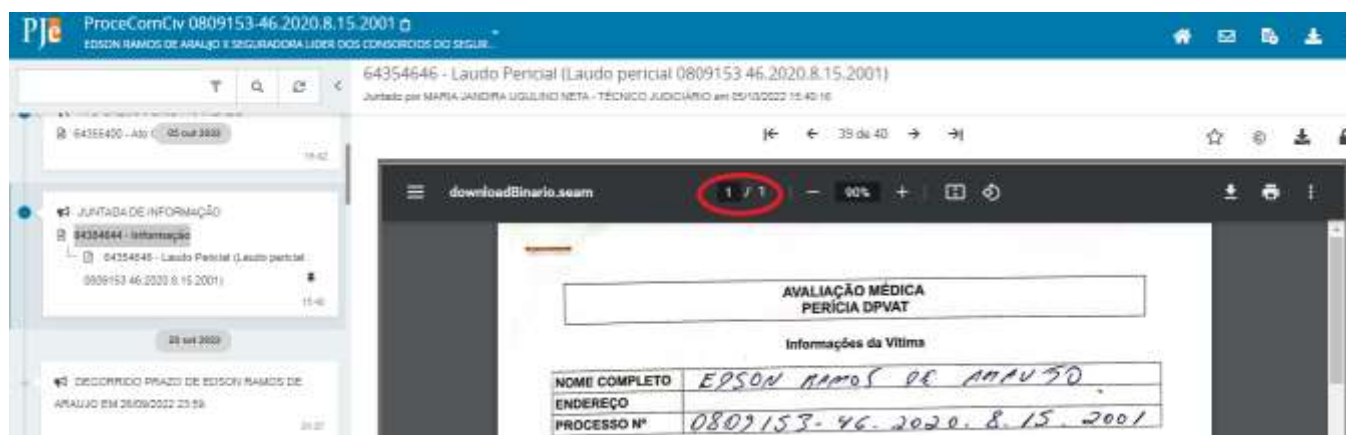 PJe ProceComCiv 0809153-46.2020.8.15.2001
EDSON RAMOS DE ARAUJO X SEGURADORA LIDER DOS CONSORCIOS DO SEGUR...
64354646 - Laudo Pericial (Laudo pericial 0809153 46.2020.8.15.2001)
Juntado por MARIA JANDIRA UGULINO NETA - TÉCNICO JUDICIÁRIO em 05/10/2022 15:40:16
05 out 2022
15:42
39 de 40
JUNTADA DE INFORMAÇÃO
64354644 - Informação
64354646 - Laudo Pericial (Laudo pericial
0809153 46.2020.8.15.2001)
15:40
DECORRIDO PRAZO DE EDSON RAMOS DE
ARAUJO EM 26/09/2022 23:59
downloadBinario.seam
1 / 1
90%
AVALIAÇÃO MÉDICA
PERÍCIA DPVAT
Informações da Vítima
NOME COMPLETO EDSON RAMOS DE ARAUJO
ENDEREÇO
PROCESSO Nº 0809153-46.2020.8.15.2001